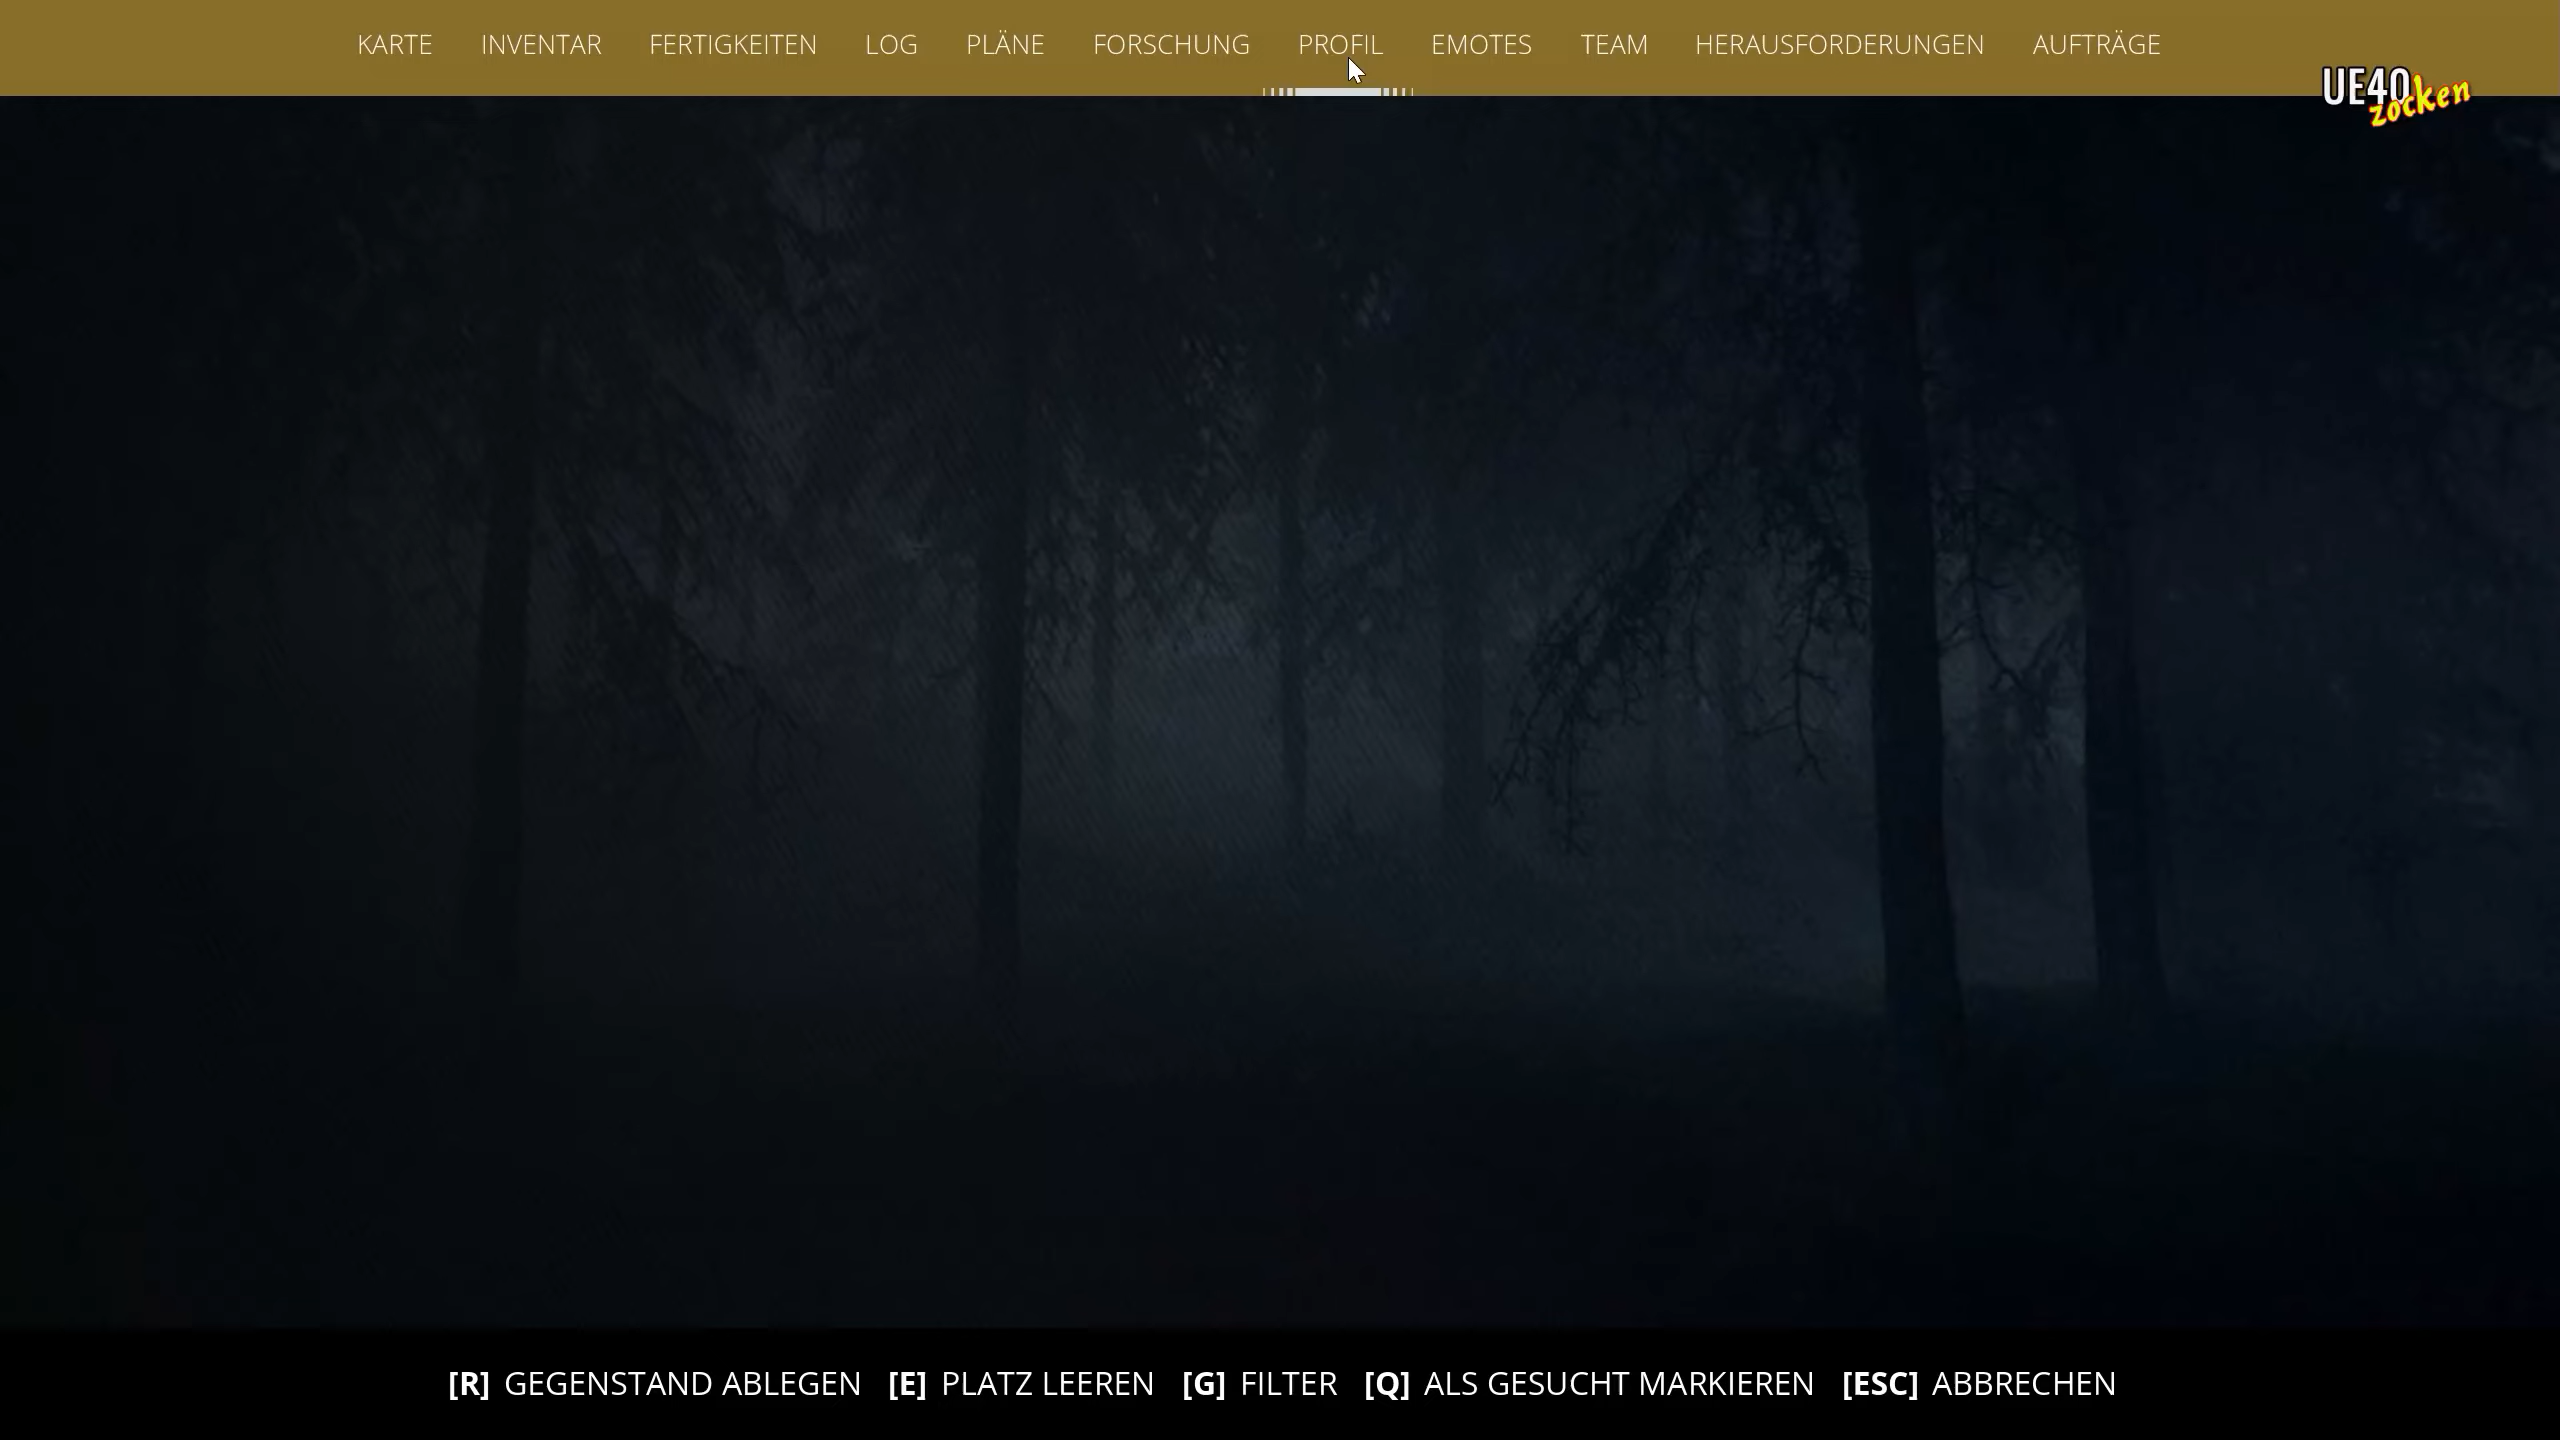 KARTE INVENTAR FERTIGKEITEN LOG PLÄNE FORSCHUNG PROFIL EMOTES TEAM HERAUSFORDERUNGEN AUFTRÄGE
UE40
zocken
[R] GEGENSTAND ABLEGEN [E] PLATZ LEEREN [G] FILTER [Q] ALS GESUCHT MARKIEREN [ESC] ABBRECHEN